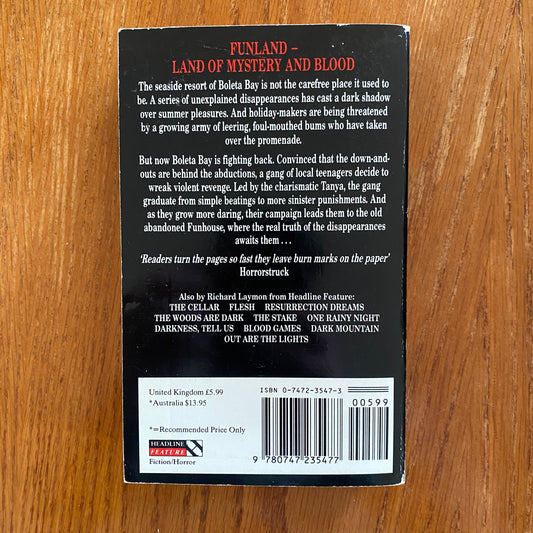 FUNLAND –
LAND OF MYSTERY AND BLOOD
The seaside resort of Boleta Bay is not the carefree place it used
to be. A series of unexplained disappearances has cast a dark shadow
over summer pleasures. And holiday-makers are being threatened
by a growing army of leering, foul-mouthed bums who have taken
over the promenade.
But now Boleta Bay is fighting back. Convinced that the down-and-
outs are behind the abductions, a gang of local teenagers decide to
wreak violent revenge. Led by the charismatic Tanya, the gang
graduate from simple beatings to more sinister punishments. And
as they grow more daring, their campaign leads them to the old
abandoned Funhouse, where the real truth of the disappearances
awaits them . . .
'Readers turn the pages so fast they leave burn marks on the paper'
Horrorstruck
Also by Richard Laymon from Headline Feature:
THE CELLAR FLESH RESURRECTION DREAMS
THE WOODS ARE DARK THE STAKE ONE RAINY NIGHT
DARKNESS, TELL US BLOOD GAMES DARK MOUNTAIN
OUT ARE THE LIGHTS
United Kingdom £5.99
*Australia $13.95
*=Recommended Price Only
HEADLINE
FEATURE
Fiction/Horror
ISBN 0-7472-3547-3
00599
9 780747 235477